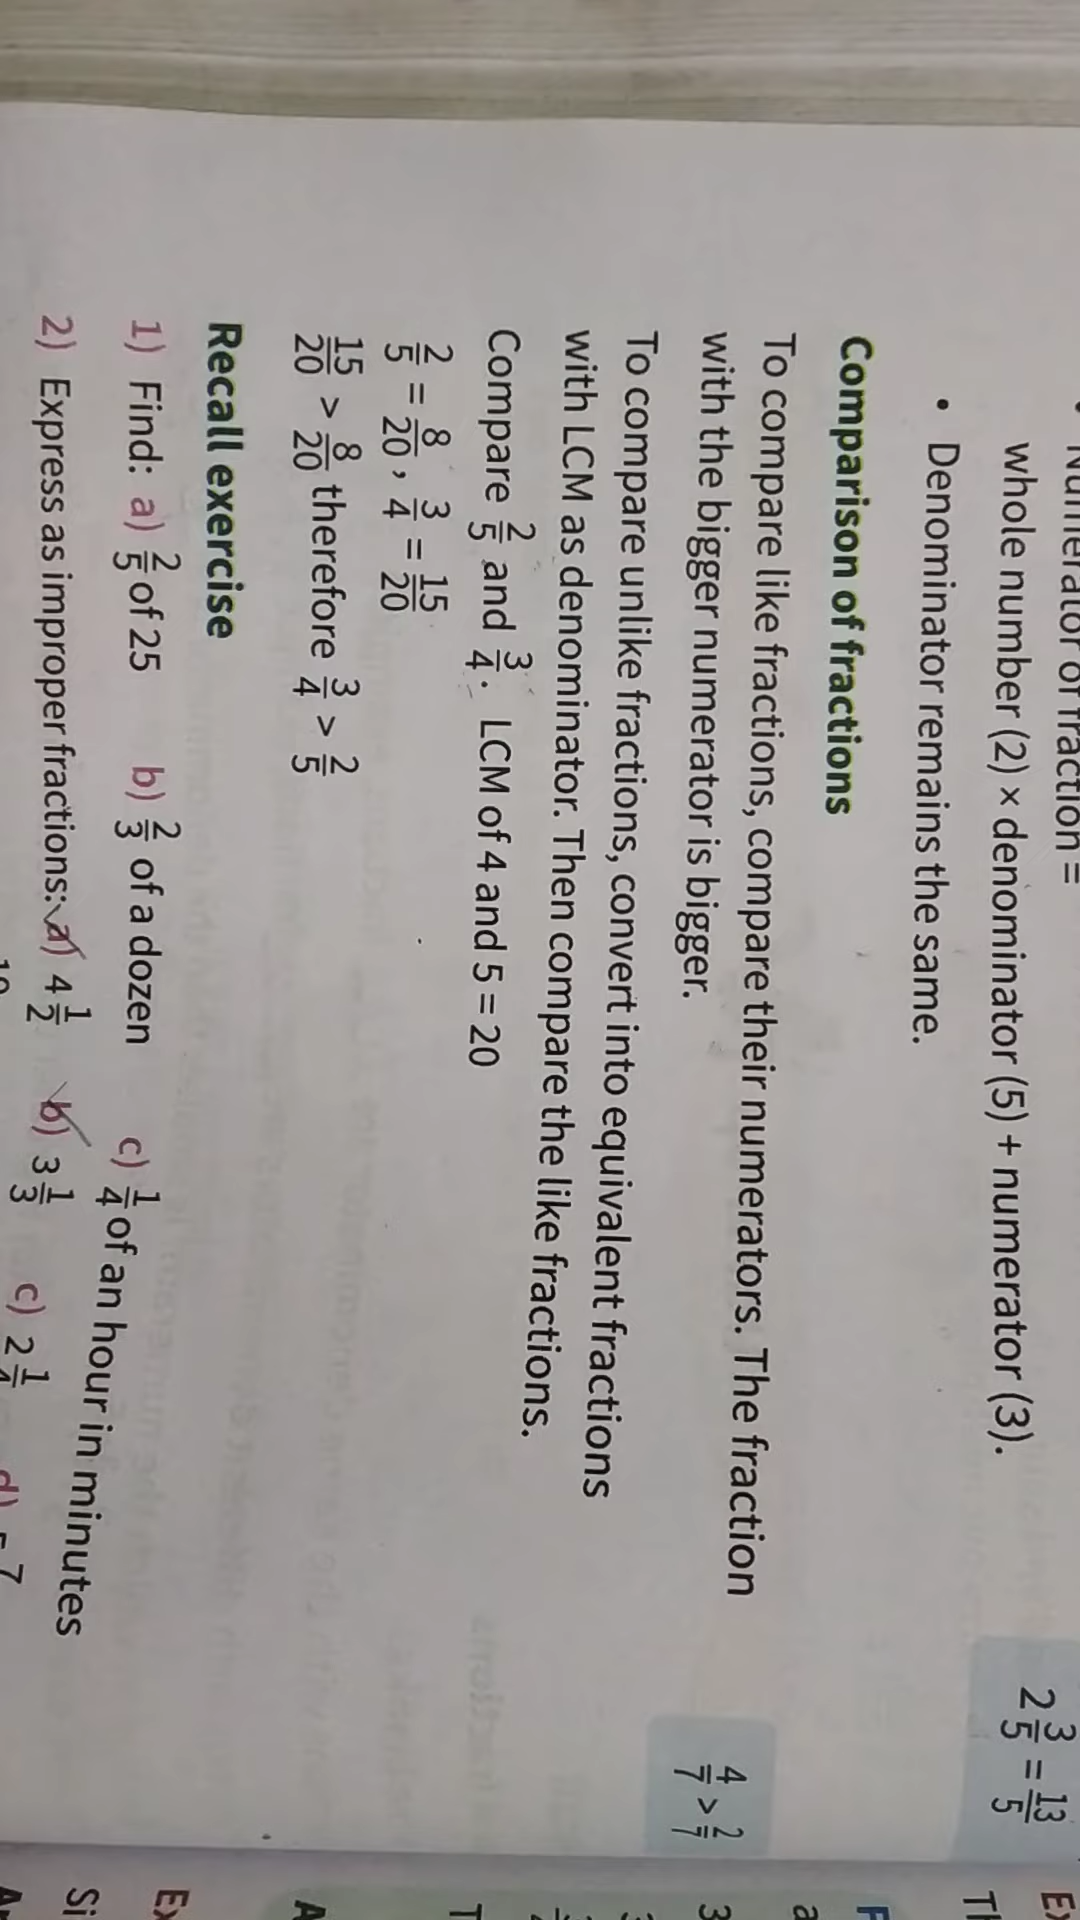 Numerator of fraction =
whole number (2) × denominator (5) + numerator (3).
2 3/5 = 13/5
• Denominator remains the same.
Comparison of fractions
To compare like fractions, compare their numerators. The fraction
with the bigger numerator is bigger.
4/7 > 2/7
To compare unlike fractions, convert into equivalent fractions
with LCM as denominator. Then compare the like fractions.
Compare 2/5 and 3/4. LCM of 4 and 5 = 20
2/5 = 8/20, 3/4 = 15/20
15/20 > 8/20 therefore 3/4 > 2/5
Recall exercise
1) Find: a) 2/5 of 25 b) 2/3 of a dozen c) 1/4 of an hour in minutes
2) Express as improper fractions: a) 4 1/2 b) 3 1/3 c) 2 1/4 d)